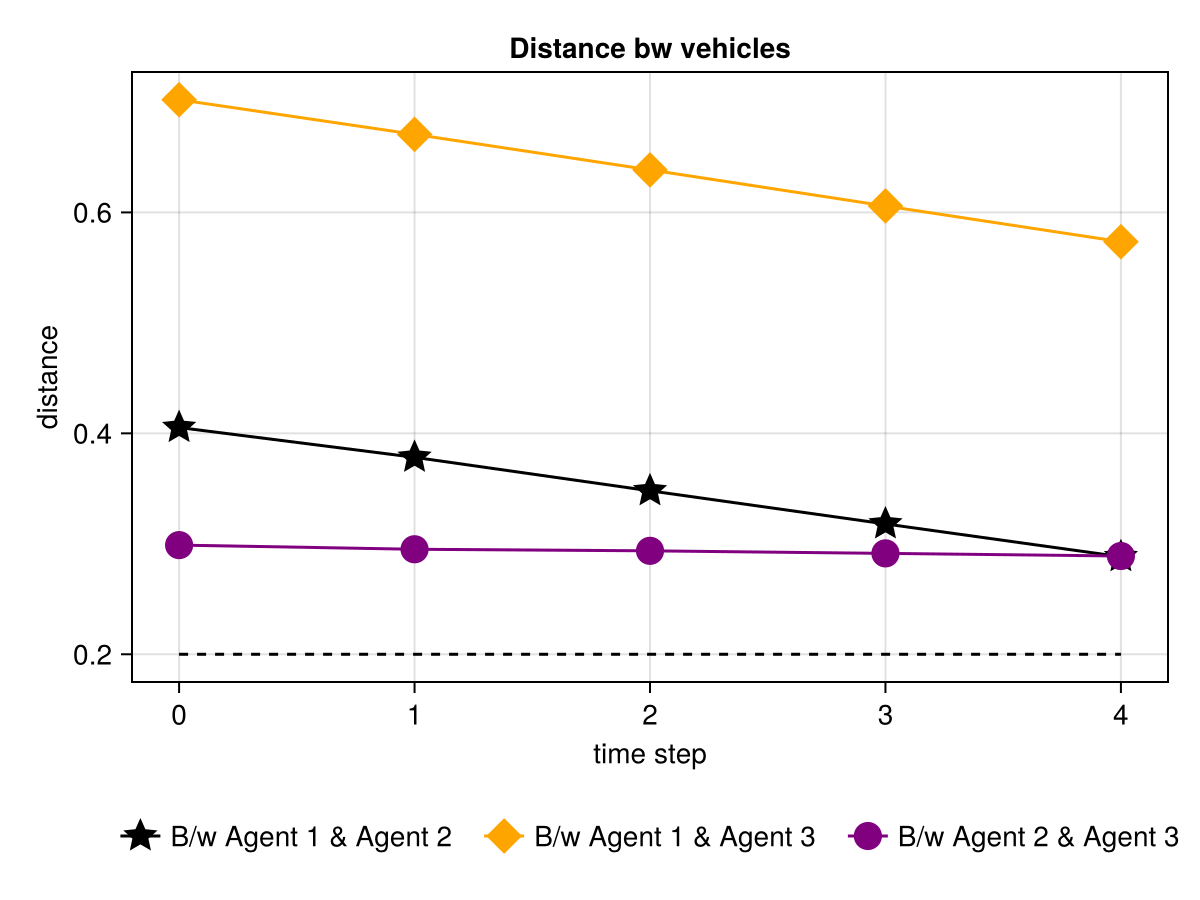 Distance bw vehicles
distance
0.6
0.4
0.2
0 1 2 3 4
time step
B/w Agent 1 & Agent 2 B/w Agent 1 & Agent 3 B/w Agent 2 & Agent 3